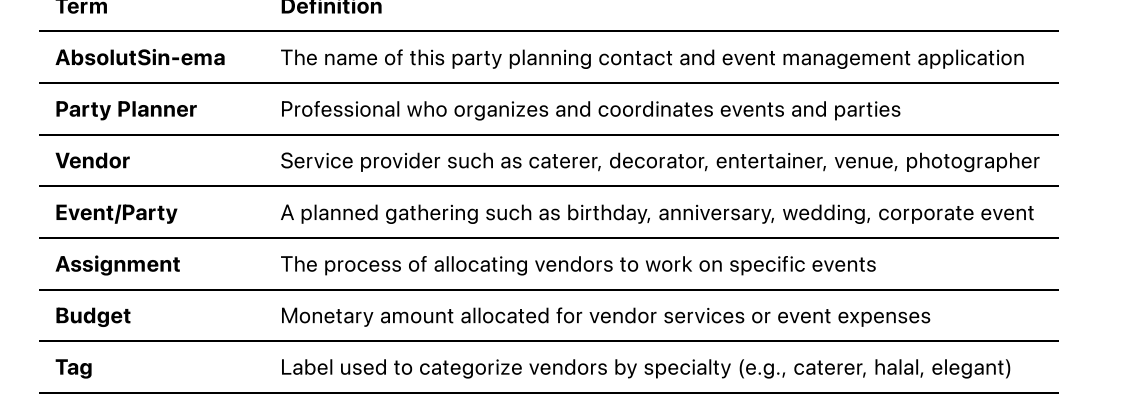 Term Definition
AbsolutSin-ema The name of this party planning contact and event management application
Party Planner Professional who organizes and coordinates events and parties
Vendor Service provider such as caterer, decorator, entertainer, venue, photographer
Event/Party A planned gathering such as birthday, anniversary, wedding, corporate event
Assignment The process of allocating vendors to work on specific events
Budget Monetary amount allocated for vendor services or event expenses
Tag Label used to categorize vendors by specialty (e.g., caterer, halal, elegant)